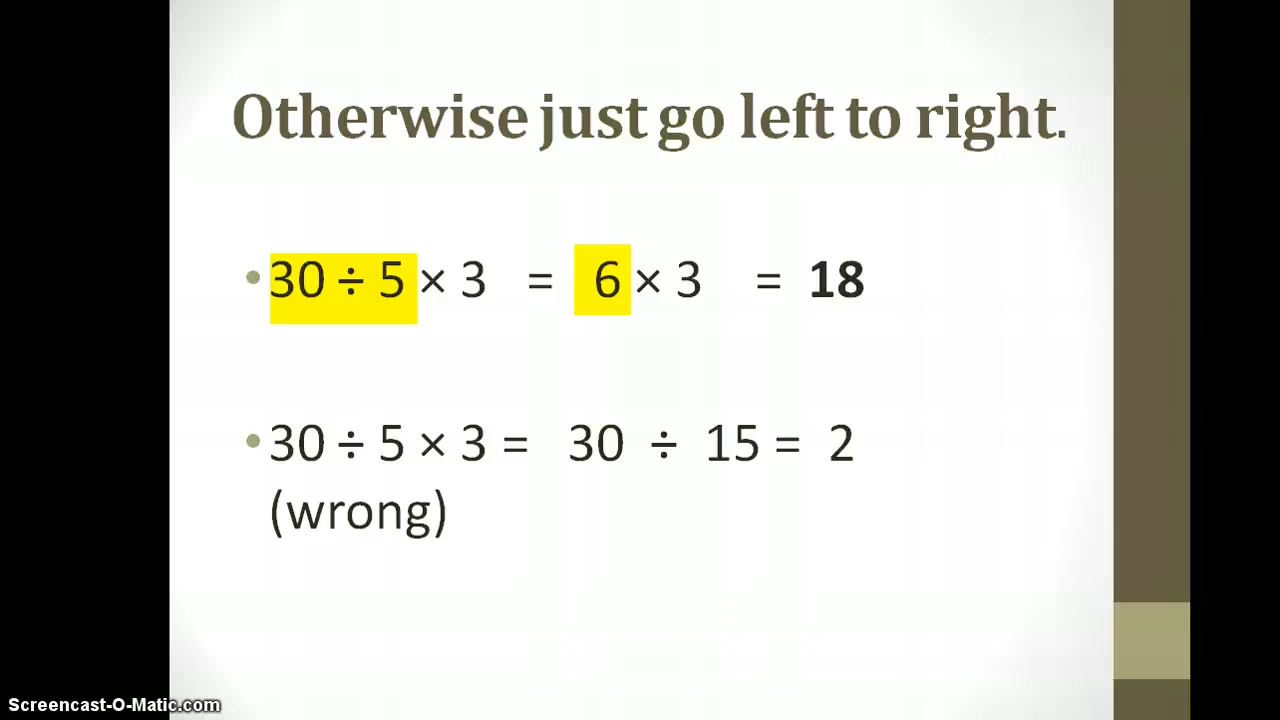 Otherwise just go left to right.
• 30 ÷ 5 × 3 = 6 × 3 = 18
• 30 ÷ 5 × 3 = 30 ÷ 15 = 2
(wrong)
Screencast-O-Matic.com